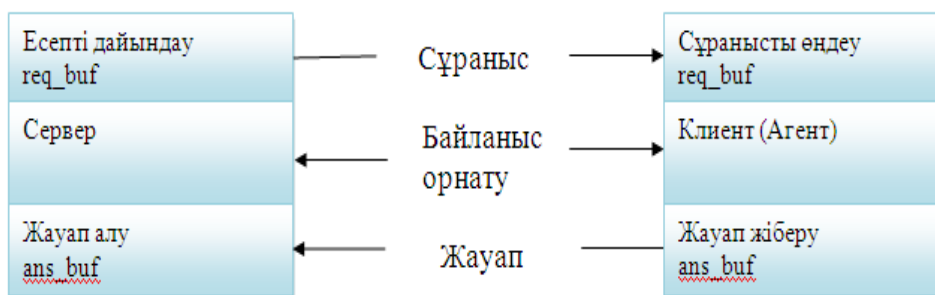 Есепті дайындау
req_buf
Сұраныс
Сұранысты өңдеу
req_buf
Сервер
Байланыс
орнату
Клиент (Агент)
Жауап алу
ans_buf
Жауап
Жауап жіберу
ans_buf